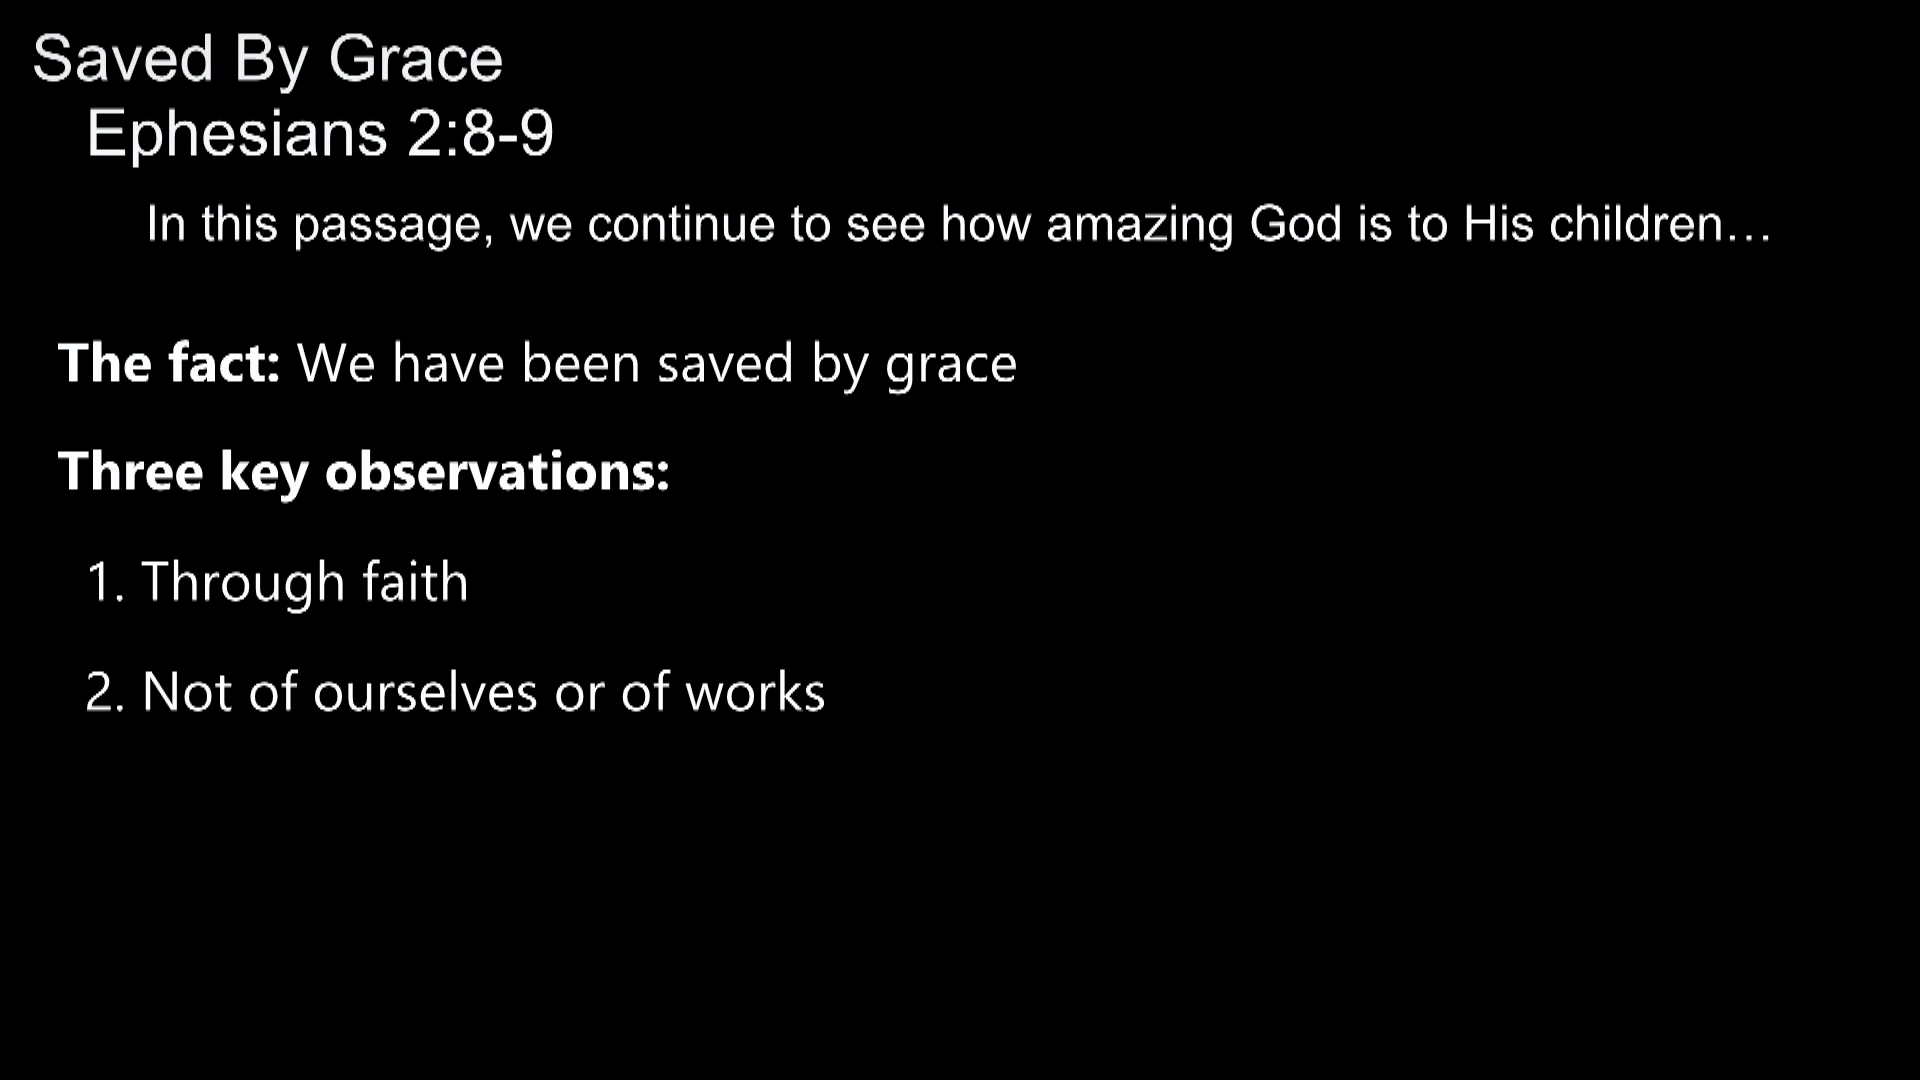 Saved By Grace
Ephesians 2:8-9
In this passage, we continue to see how amazing God is to His children…
The fact: We have been saved by grace
Three key observations:
1. Through faith
2. Not of ourselves or of works